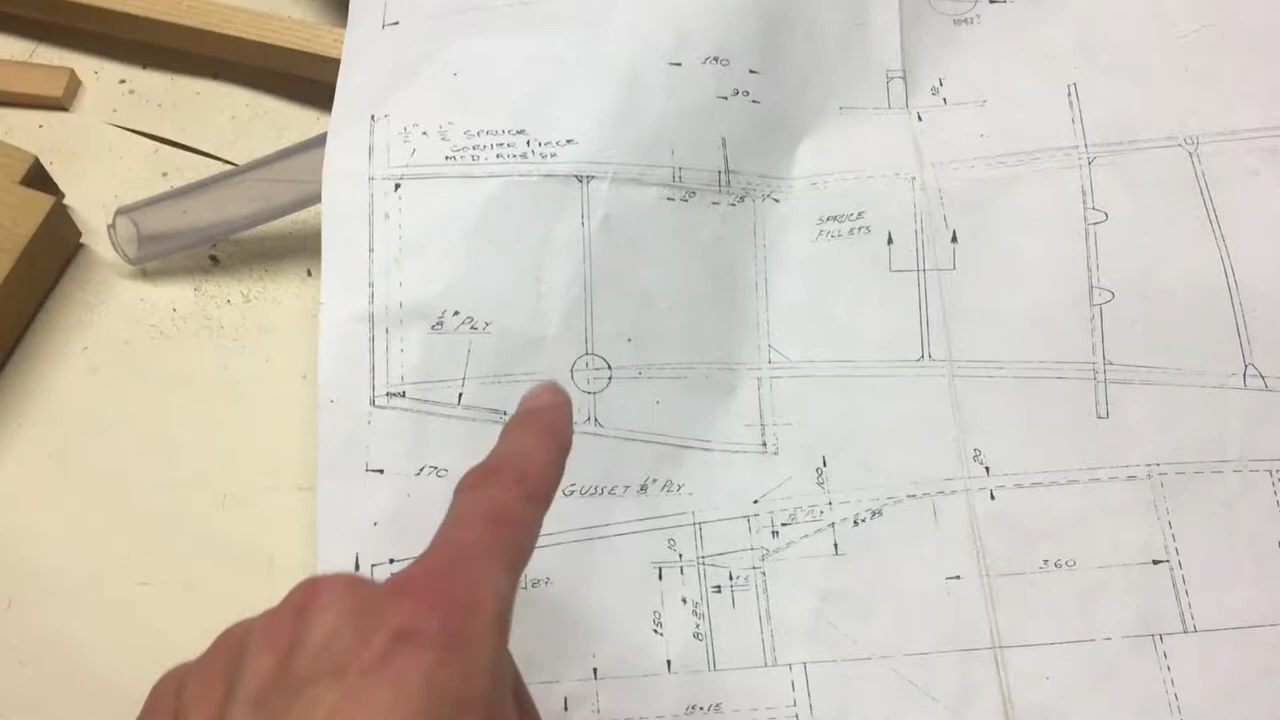 180
90
1/2" x 1/2" SPRUCE
CORNER PIECE
10
15
SPRUCE
FILLETS
1/8" PLY
170
GUSSET 1/8" PLY
100
20
10
360
150
8x25
15x15